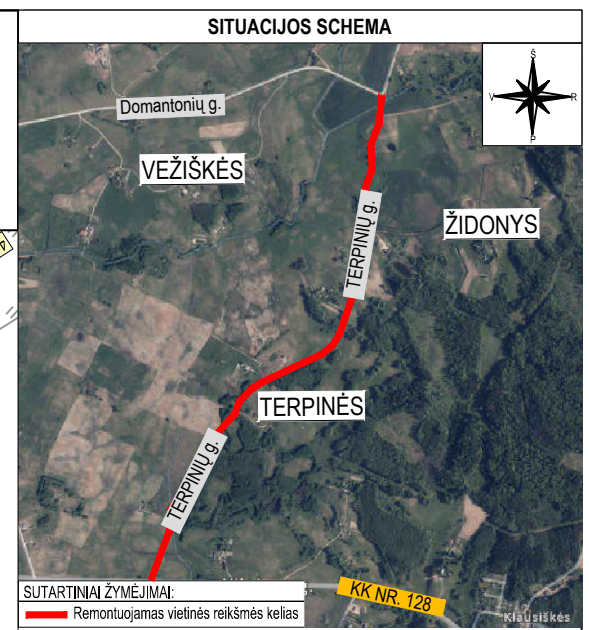 SITUACIJOS SCHEMA
Š
V
R
P
Domantonių g.
VEŽIŠKĖS
TERPINIŲ g.
ŽIDONYS
TERPINĖS
TERPINIŲ g.
SUTARTINIAI ŽYMĖJIMAI:
Remontuojamas vietinės reikšmės kelias
KK NR. 128
Klausiškės